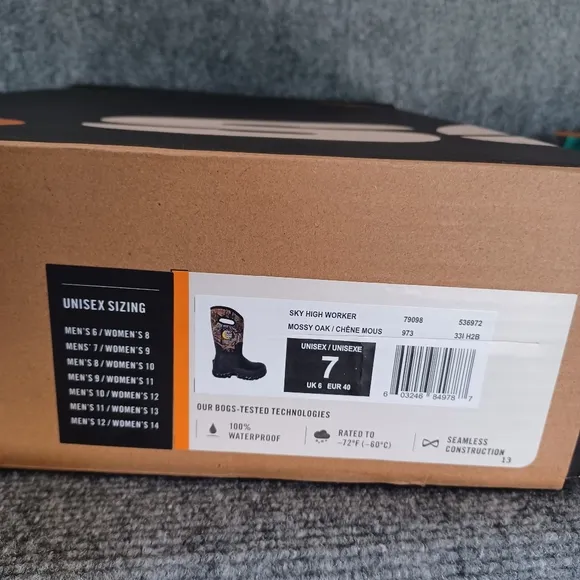 UNISEX SIZING
MEN'S 6 / WOMEN'S 8
MENS' 7 / WOMEN'S 9
MEN'S 8 / WOMEN'S 10
MEN'S 9 / WOMEN'S 11
MEN'S 10 / WOMEN'S 12
MEN'S 11 / WOMEN'S 13
MEN'S 12 / WOMEN'S 14
SKY HIGH WORKER 79098 536972
MOSSY OAK / CHÊNE MOUS 973 33I H2B
UNISEX / UNISEXE
7
UK 6 EUR 40
6 03246 84978 7
OUR BOGS-TESTED TECHNOLOGIES
100%
WATERPROOF
RATED TO
-72°F (-60°C)
SEAMLESS
CONSTRUCTION
13